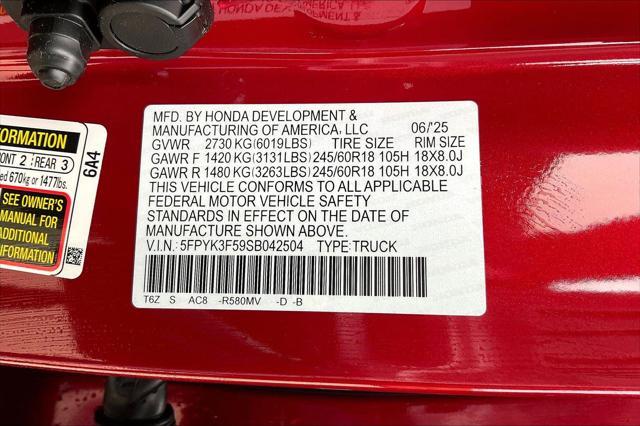 INFORMATION
ONT 2 : REAR 3
ed 670kg or 1477lbs.
SEE OWNER'S
MANUAL FOR
ADDITIONAL
INFORMATION
6A4
MFD. BY HONDA DEVELOPMENT &
MANUFACTURING OF AMERICA, LLC 06/'25
GVWR 2730 KG(6019LBS) TIRE SIZE RIM SIZE
GAWR F 1420 KG(3131LBS) 245/60R18 105H 18X8.0J
GAWR R 1480 KG(3263LBS) 245/60R18 105H 18X8.0J
THIS VEHICLE CONFORMS TO ALL APPLICABLE
FEDERAL MOTOR VEHICLE SAFETY
STANDARDS IN EFFECT ON THE DATE OF
MANUFACTURE SHOWN ABOVE.
V.I.N.: 5FPYK3F59SB042504 TYPE: TRUCK
T6Z S AC8 -R580MV -D -B